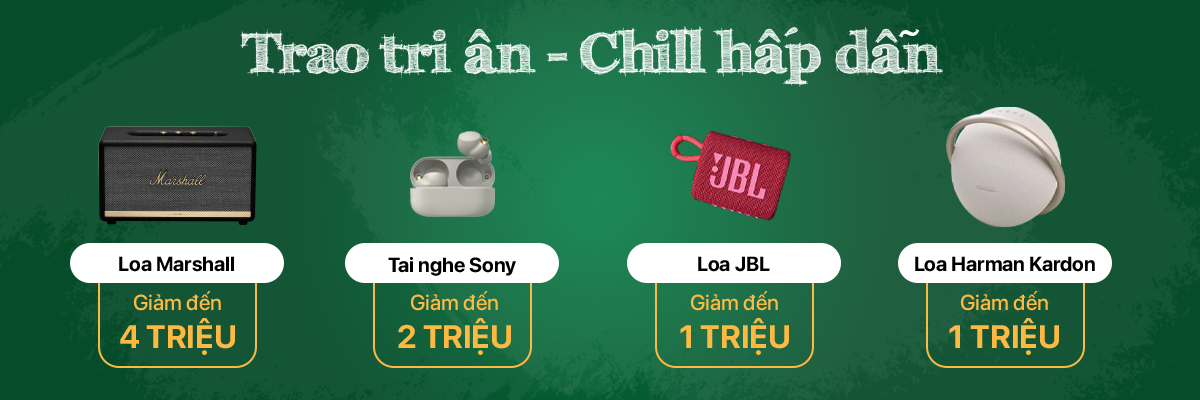 Trao tri ân - Chill hấp dẫn
Marshall
JBL
Loa Marshall
Tai nghe Sony
Loa JBL
Loa Harman Kardon
Giảm đến
4 TRIỆU
Giảm đến
2 TRIỆU
Giảm đến
1 TRIỆU
Giảm đến
1 TRIỆU